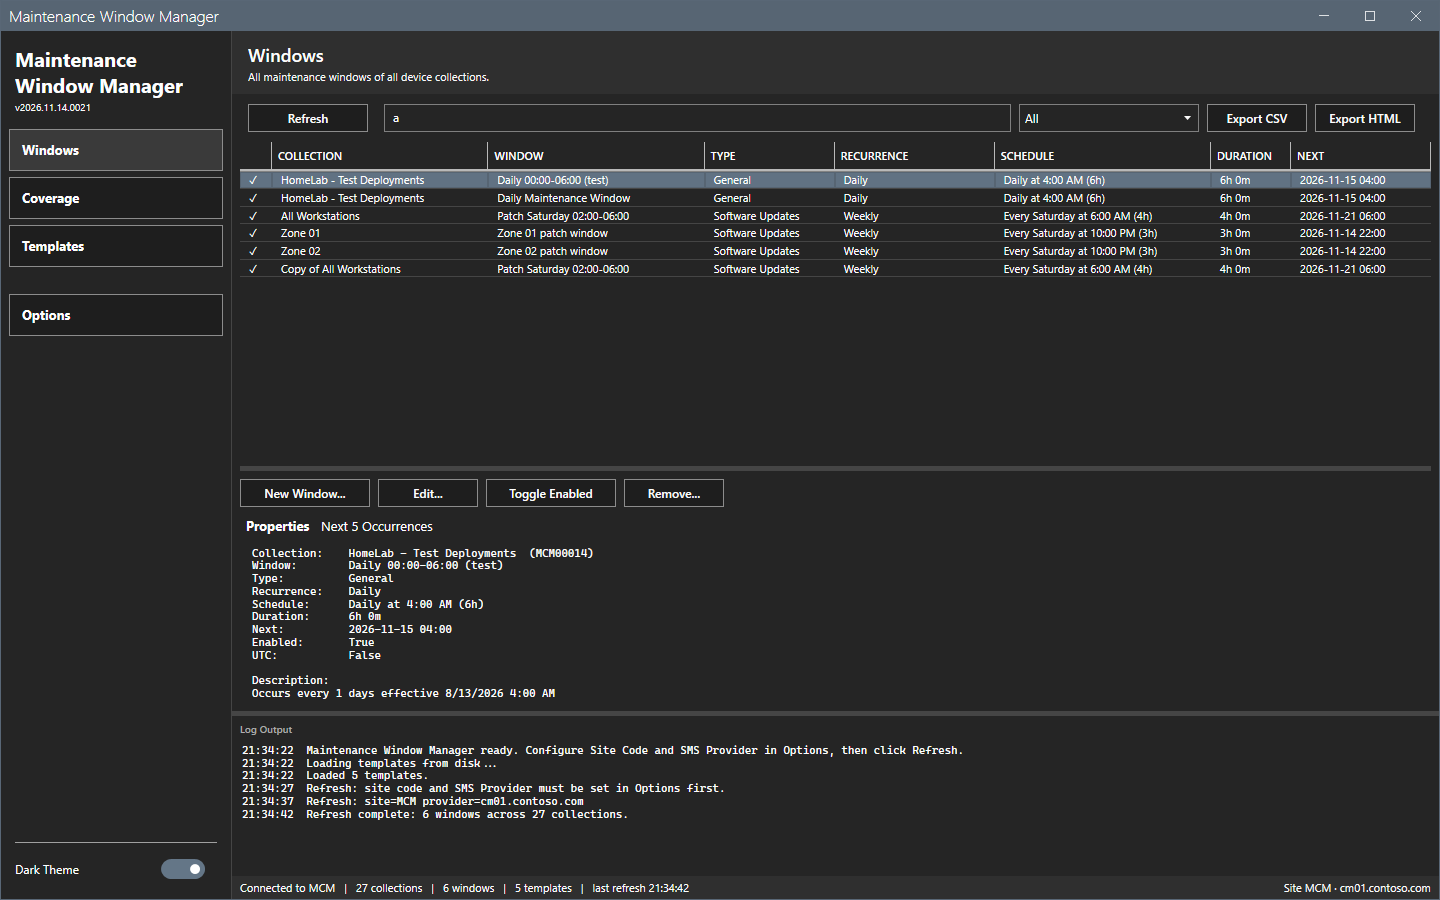 Maintenance Window Manager
Maintenance
Window Manager
v2026.11.14.0021
Windows
Coverage
Templates
Options
Dark Theme
Windows
All maintenance windows of all device collections.
Refresh a All Export CSV Export HTML
COLLECTION WINDOW TYPE RECURRENCE SCHEDULE DURATION NEXT
✓ HomeLab - Test Deployments Daily 00:00-06:00 (test) General Daily Daily at 4:00 AM (6h) 6h 0m 2026-11-15 04:00
✓ HomeLab - Test Deployments Daily Maintenance Window General Daily Daily at 4:00 AM (6h) 6h 0m 2026-11-15 04:00
✓ All Workstations Patch Saturday 02:00-06:00 Software Updates Weekly Every Saturday at 6:00 AM (4h) 4h 0m 2026-11-21 06:00
✓ Zone 01 Zone 01 patch window Software Updates Weekly Every Saturday at 10:00 PM (3h) 3h 0m 2026-11-14 22:00
✓ Zone 02 Zone 02 patch window Software Updates Weekly Every Saturday at 10:00 PM (3h) 3h 0m 2026-11-14 22:00
✓ Copy of All Workstations Patch Saturday 02:00-06:00 Software Updates Weekly Every Saturday at 6:00 AM (4h) 4h 0m 2026-11-21 06:00
New Window... Edit... Toggle Enabled Remove...
Properties Next 5 Occurrences
Collection: HomeLab - Test Deployments (MCM00014)
Window: Daily 00:00-06:00 (test)
Type: General
Recurrence: Daily
Schedule: Daily at 4:00 AM (6h)
Duration: 6h 0m
Next: 2026-11-15 04:00
Enabled: True
UTC: False
Description:
Occurs every 1 days effective 8/13/2026 4:00 AM
Log Output
21:34:22 Maintenance Window Manager ready. Configure Site Code and SMS Provider in Options, then click Refresh.
21:34:22 Loading templates from disk...
21:34:22 Loaded 5 templates.
21:34:27 Refresh: site code and SMS Provider must be set in Options first.
21:34:37 Refresh: site=MCM provider=cm01.contoso.com
21:34:42 Refresh complete: 6 windows across 27 collections.
Connected to MCM | 27 collections | 6 windows | 5 templates | last refresh 21:34:42 Site MCM · cm01.contoso.com